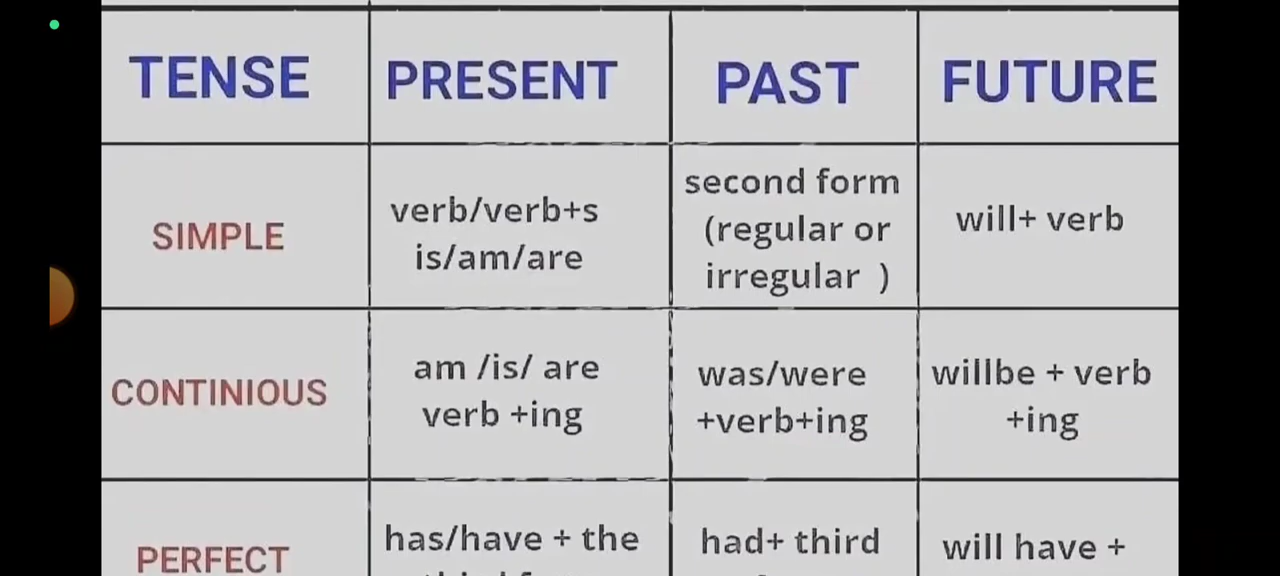 TENSE PRESENT PAST FUTURE
SIMPLE
verb/verb+s
is/am/are
second form
(regular or
irregular )
will+ verb
CONTINIOUS
am /is/ are
verb +ing
was/were
+verb+ing
willbe + verb
+ing
PERFECT
has/have + the
had+ third
will have +